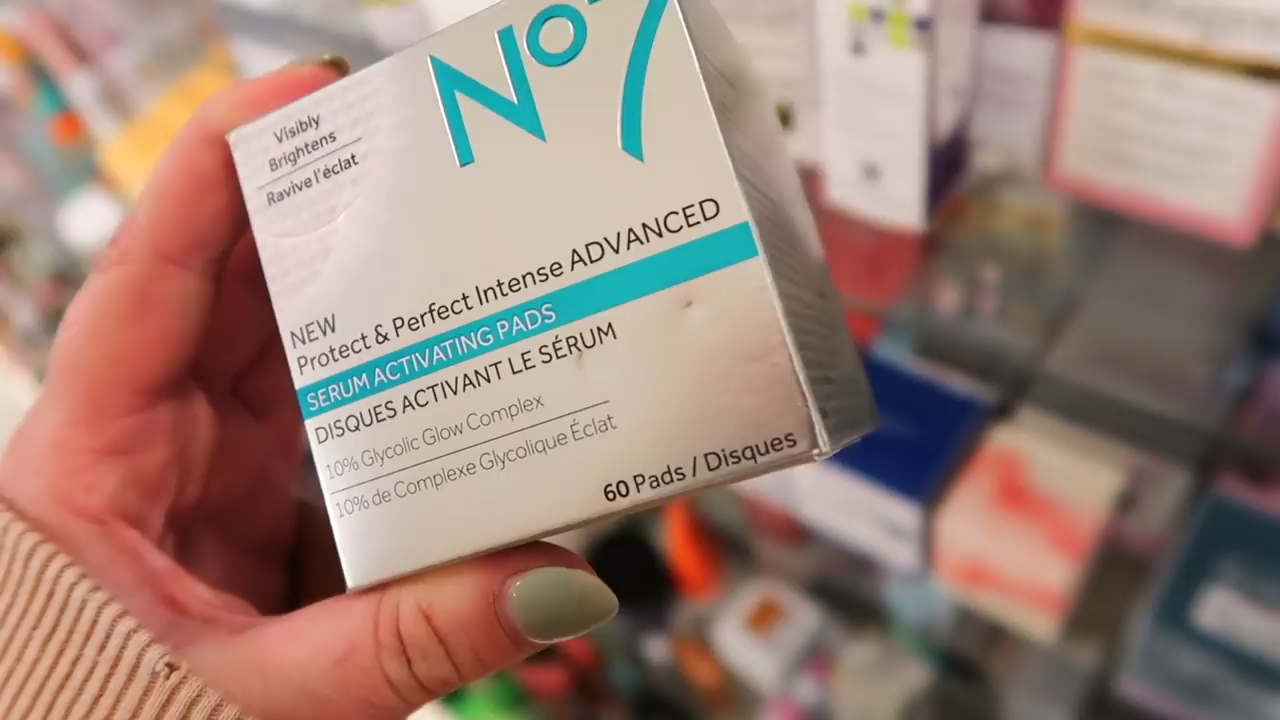 No7
Visibly
Brightens
Ravive l'éclat
NEW
Protect & Perfect Intense ADVANCED
SERUM ACTIVATING PADS
DISQUES ACTIVANT LE SÉRUM
10% Glycolic Glow Complex
10% de Complexe Glycolique Éclat
60 Pads / Disques